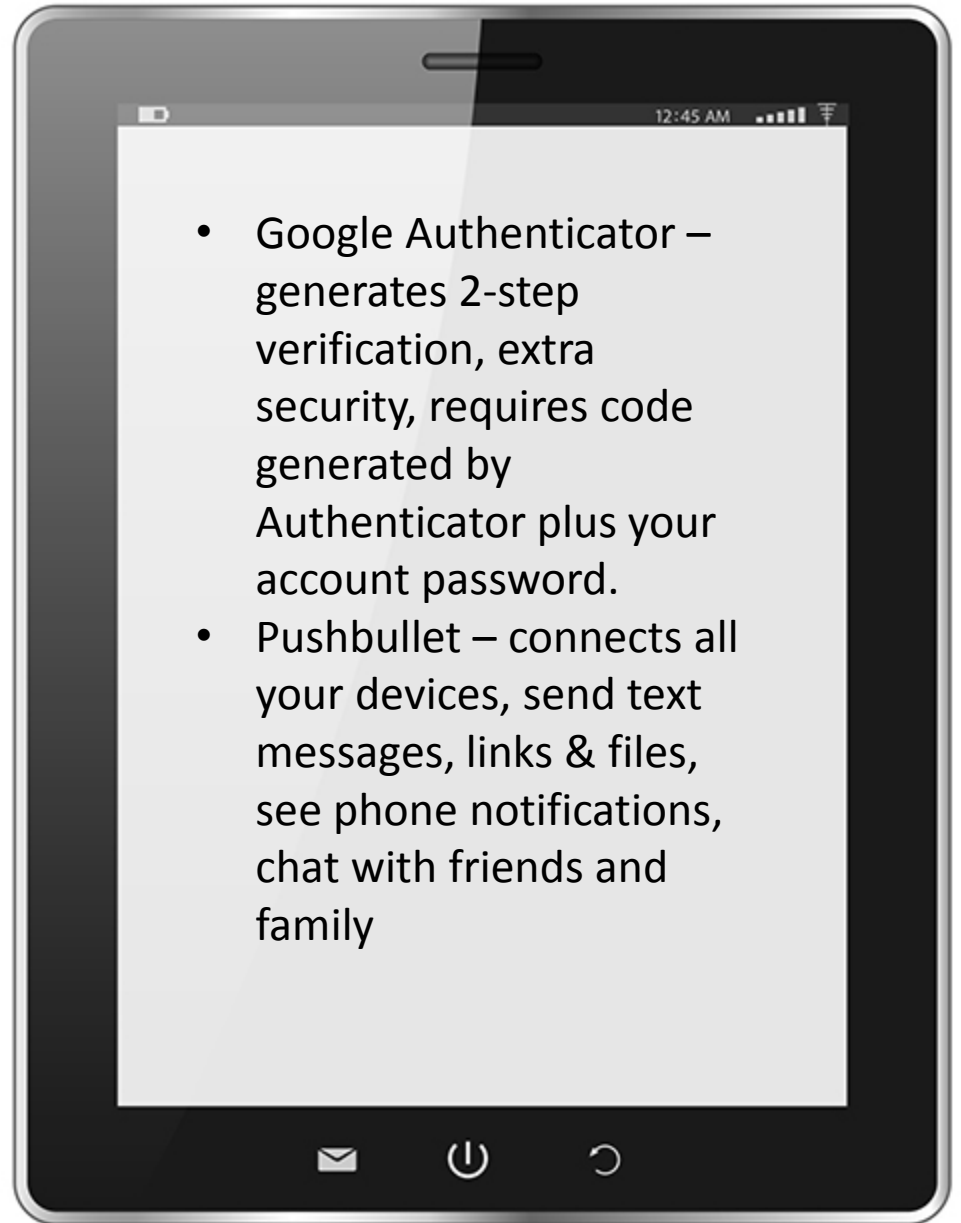 12:45 AM
• Google Authenticator –
generates 2-step
verification, extra
security, requires code
generated by
Authenticator plus your
account password.
• Pushbullet – connects all
your devices, send text
messages, links & files,
see phone notifications,
chat with friends and
family